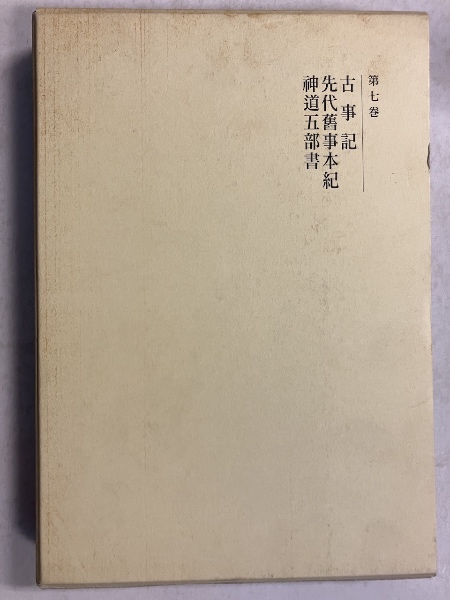 第七巻
古事記
先代舊事本紀
神道五部書